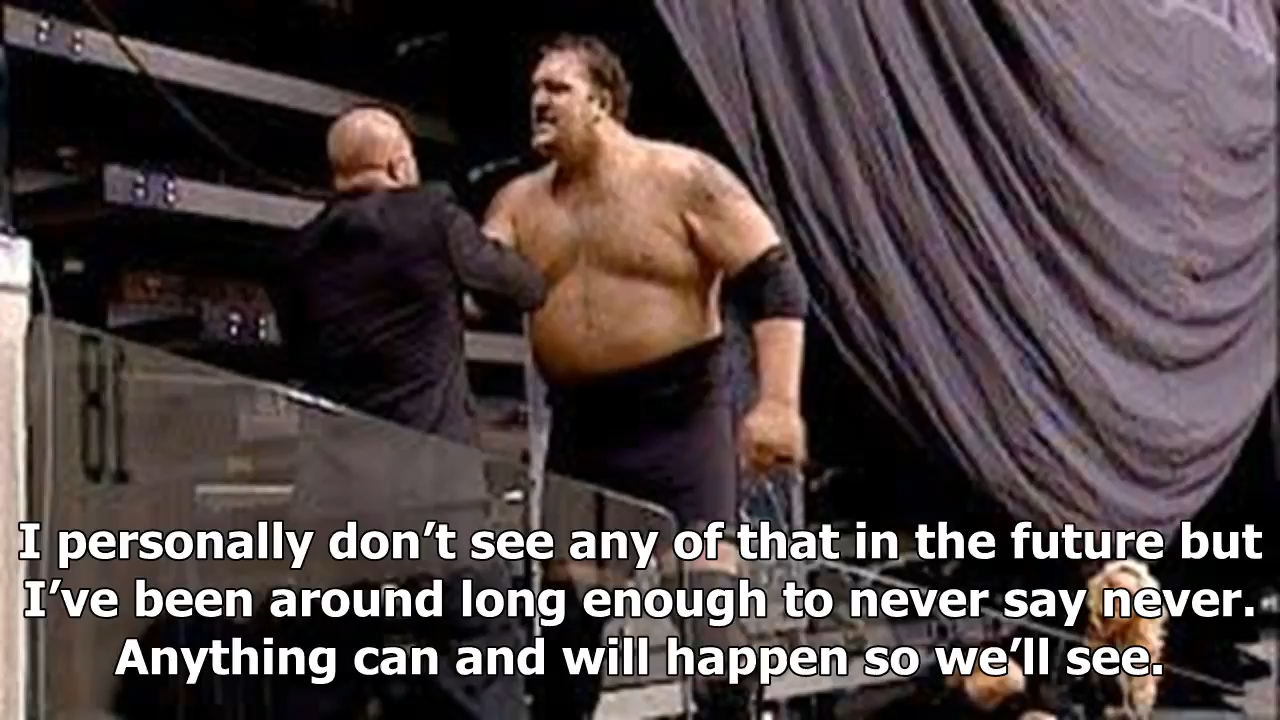 I personally don’t see any of that in the future but
I’ve been around long enough to never say never.
Anything can and will happen so we’ll see.